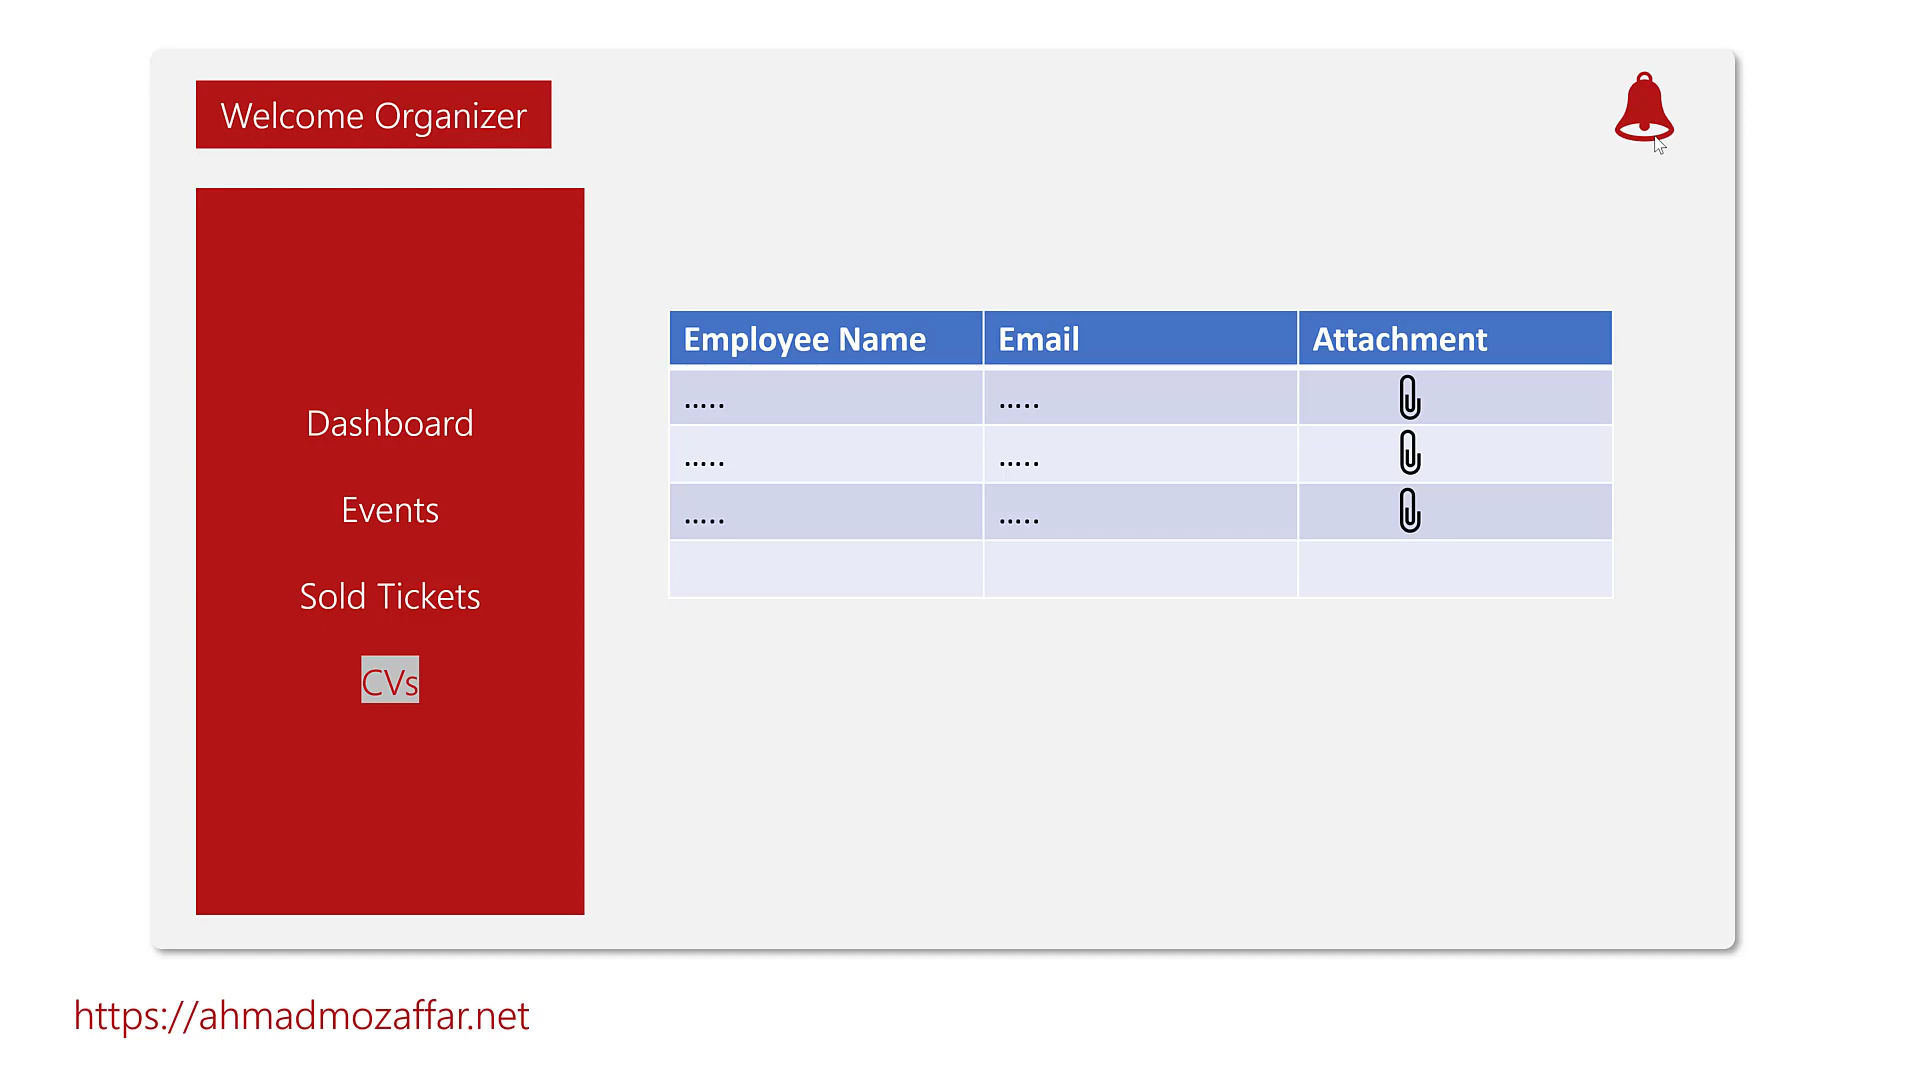 Welcome Organizer
Dashboard
Events
Sold Tickets
CVs
Employee Name Email Attachment
..... .....
..... .....
..... .....
https://ahmadmozaffar.net